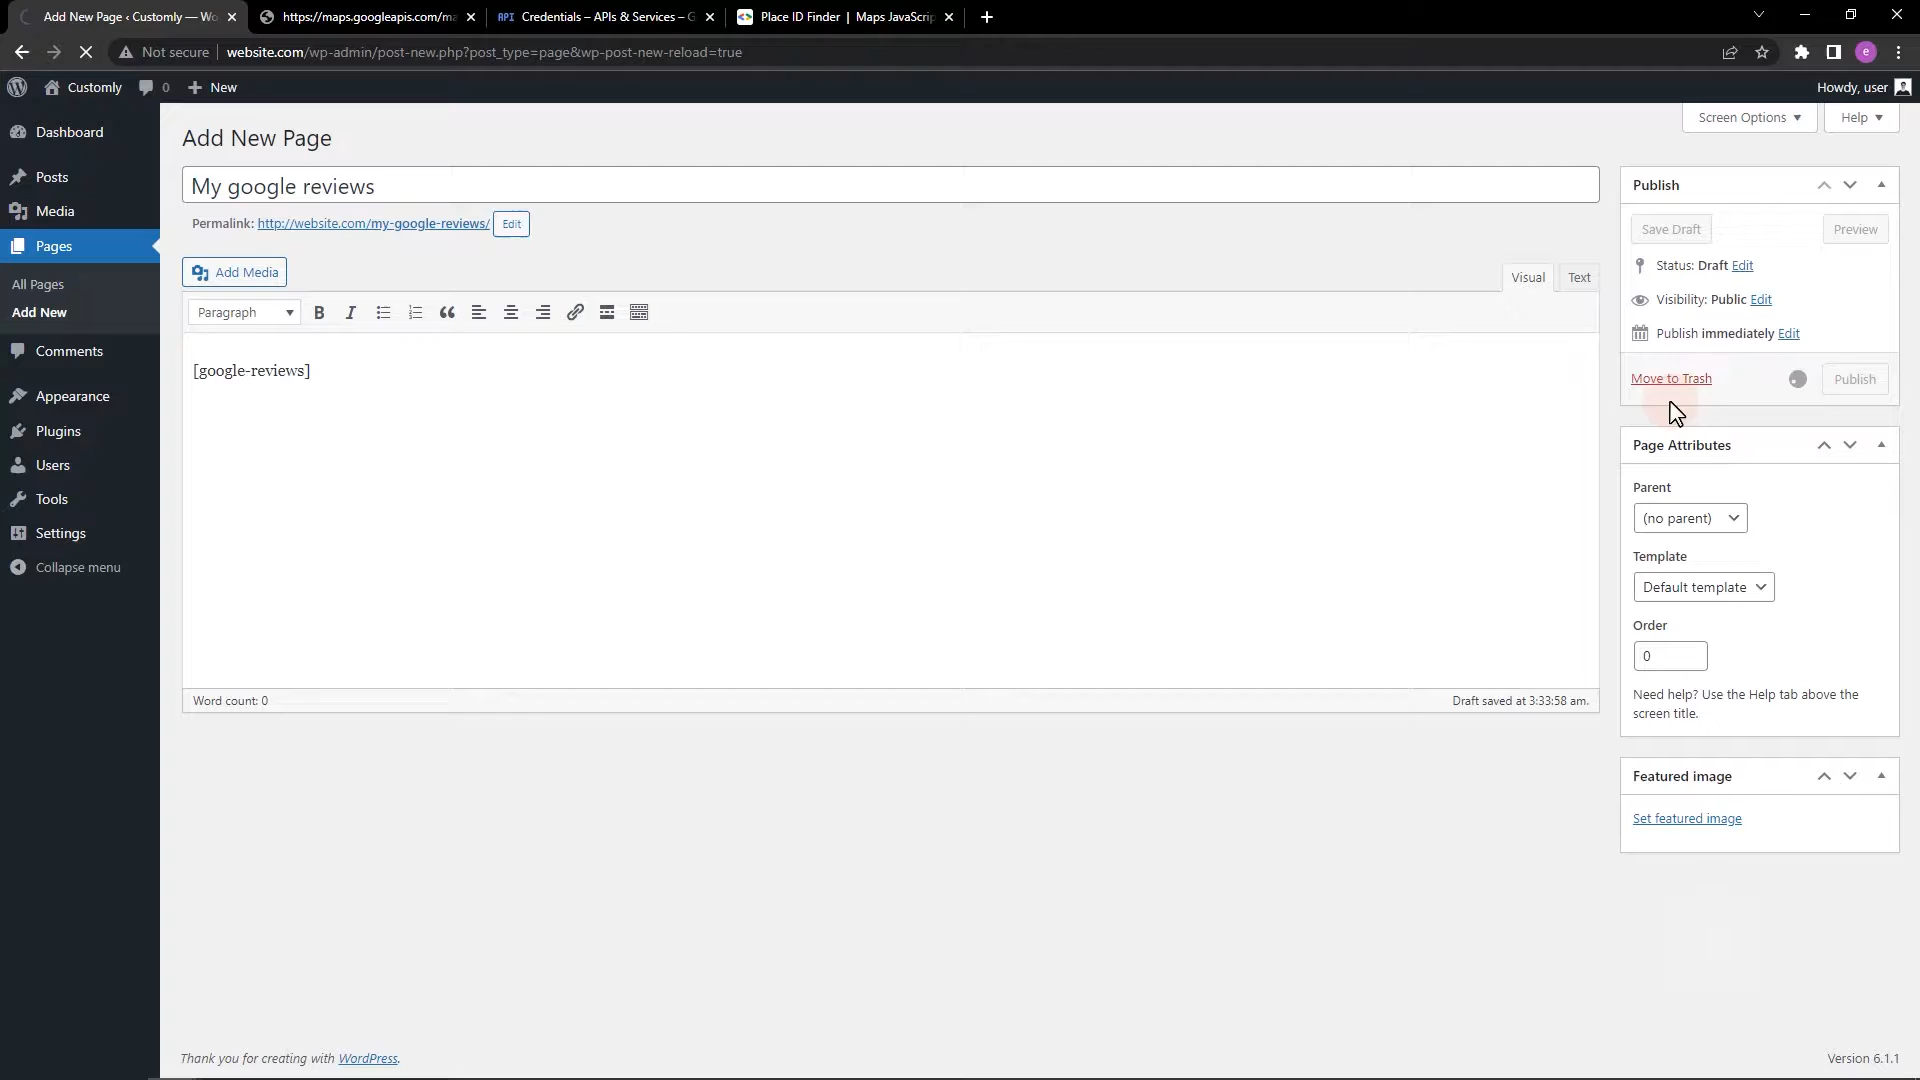 Add New Page ‹ Customly — Wo
https://maps.googleapis.com/ma
API Credentials – APIs & Services – G
Place ID Finder | Maps JavaScrip
Not secure
website.com/wp-admin/post-new.php?post_type=page&wp-post-new-reload=true
e
Customly
0
New
Howdy, user
Screen Options
Help
Dashboard
Posts
Media
Pages
All Pages
Add New
Comments
Appearance
Plugins
Users
Tools
Settings
Collapse menu
Add New Page
My google reviews
Permalink: http://website.com/my-google-reviews/ Edit
Add Media
Visual
Text
Paragraph
B I
[google-reviews]
Word count: 0
Draft saved at 3:33:58 am.
Publish
Save Draft
Preview
Status: Draft Edit
Visibility: Public Edit
Publish immediately Edit
Move to Trash
Publish
Page Attributes
Parent
(no parent)
Template
Default template
Order
0
Need help? Use the Help tab above the
screen title.
Featured image
Set featured image
Thank you for creating with WordPress.
Version 6.1.1